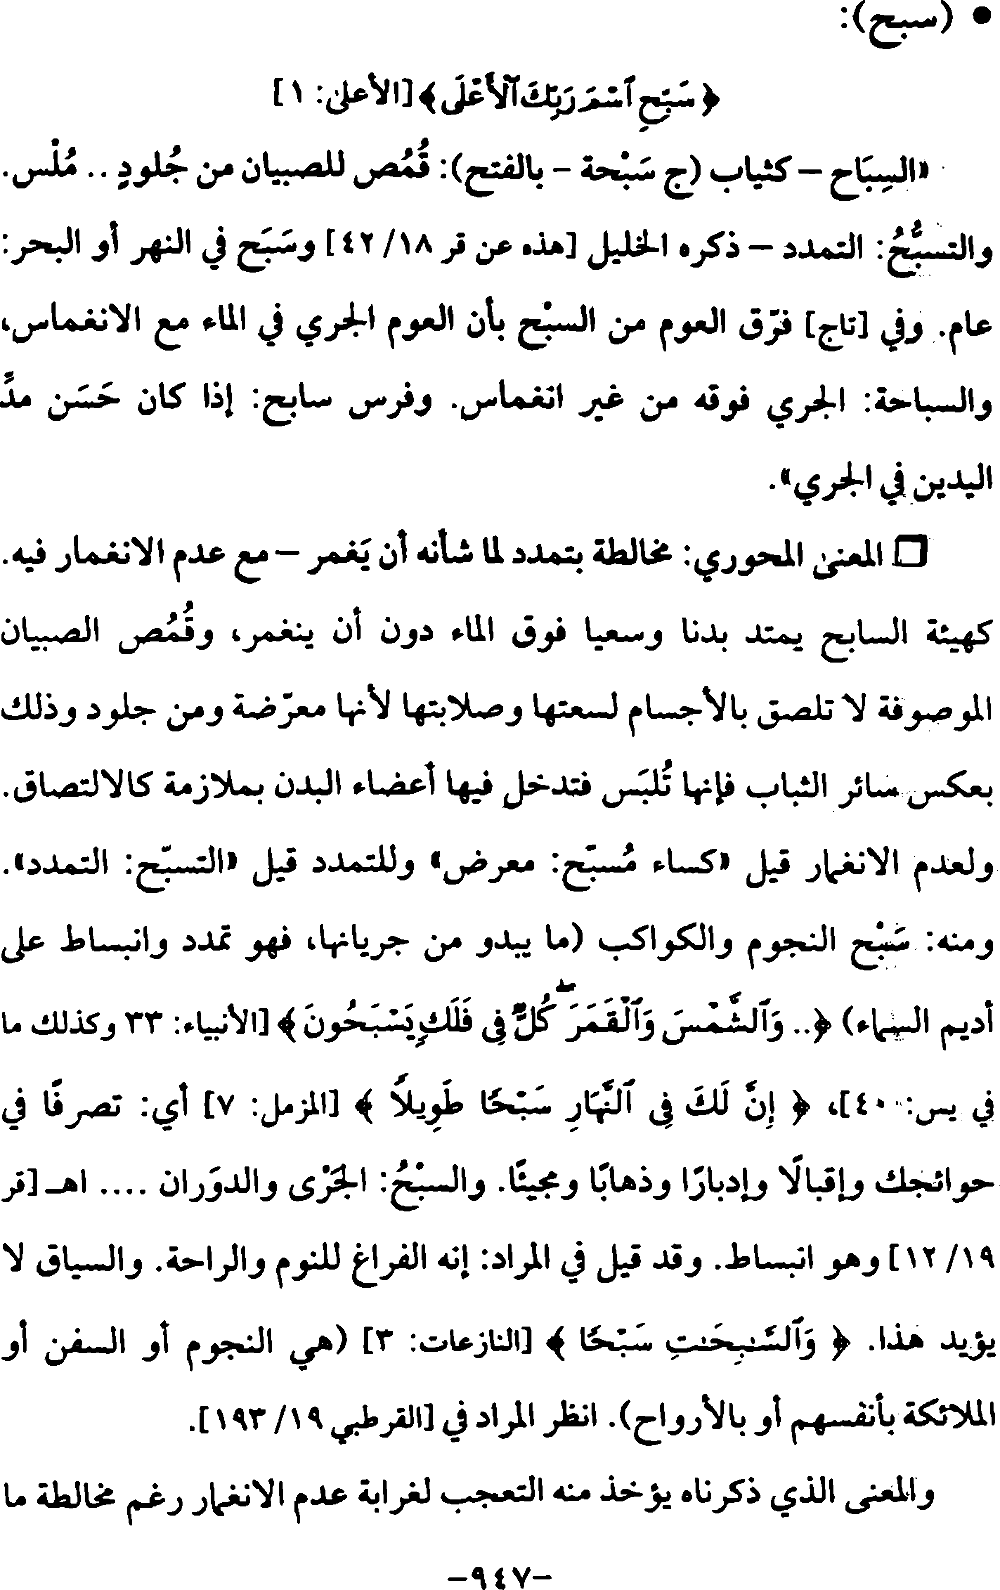 • (سبح):
﴿ سَبِّحِ ٱسْمَ رَبِّكَ ٱلْأَعْلَى ﴾ [الأعلى: ١]
«السِبَاح – كثياب (ج سَبْحة – بالفتح): قُمُص للصبيان من جُلودٍ .. مُلْس.
والتسبُّحُ: التمدد – ذكره الخليل [هذه عن قر ١٨/ ٤٢] وسَبَح في النهر أو البحر:
عام. وفي [تاج] فرّق العوم من السبْح بأن العوم الجري في الماء مع الانغماس،
والسباحة: الجري فوقه من غير انغماس. وفرس سابح: إذا كان حَسَن مدَّ
اليدين في الجري».
❏ المعنى المحوري: مخالطة بتمدد لما شأنه أن يَغمر – مع عدم الانغمار فيه.
كهيئة السابح يمتد بدنا وسعيا فوق الماء دون أن ينغمر، وقُمُص الصبيان
الموصوفة لا تلصق بالأجسام لسعتها وصلابتها لأنها معرّضة ومن جلود وذلك
بعكس سائر الثباب فإنها تُلبَس فتدخل فيها أعضاء البدن بملازمة كالالتصاق.
ولعدم الانغمار قيل «كساء مُسبّح: معرض» وللتمدد قيل «التسبّح: التمدد».
ومنه: سَبْح النجوم والكواكب (ما يبدو من جريانها، فهو تمدد وانبساط على
أديم السماء) ﴿ .. وَٱلشَّمْسَ وَٱلْقَمَرَ ۖ كُلٌّ فِى فَلَكٍ يَسْبَحُونَ ﴾ [الأنبياء: ٣٣ وكذلك ما
في يس: ٤٠]، ﴿ إِنَّ لَكَ فِى ٱلنَّهَارِ سَبْحًا طَوِيلًا ﴾ [المزمل: ٧] أي: تصرفًا في
حوائجك وإقبالًا وإدبارًا وذهابًا ومجيئًا. والسبْحُ: الجَرْى والدوَران .... اهـ [قر
١٩/ ١٢] وهو انبساط. وقد قيل في المراد: إنه الفراغ للنوم والراحة. والسياق لا
يؤيد هذا. ﴿ وَٱلسَّٰبِحَٰتِ سَبْحًا ﴾ [النازعات: ٣] (هي النجوم أو السفن أو
الملائكة بأنفسهم أو بالأرواح). انظر المراد في [القرطبي ١٩/ ١٩٣].
والمعنى الذي ذكرناه يؤخذ منه التعجب لغرابة عدم الانغمار رغم مخالطة ما
–٩٤٧–